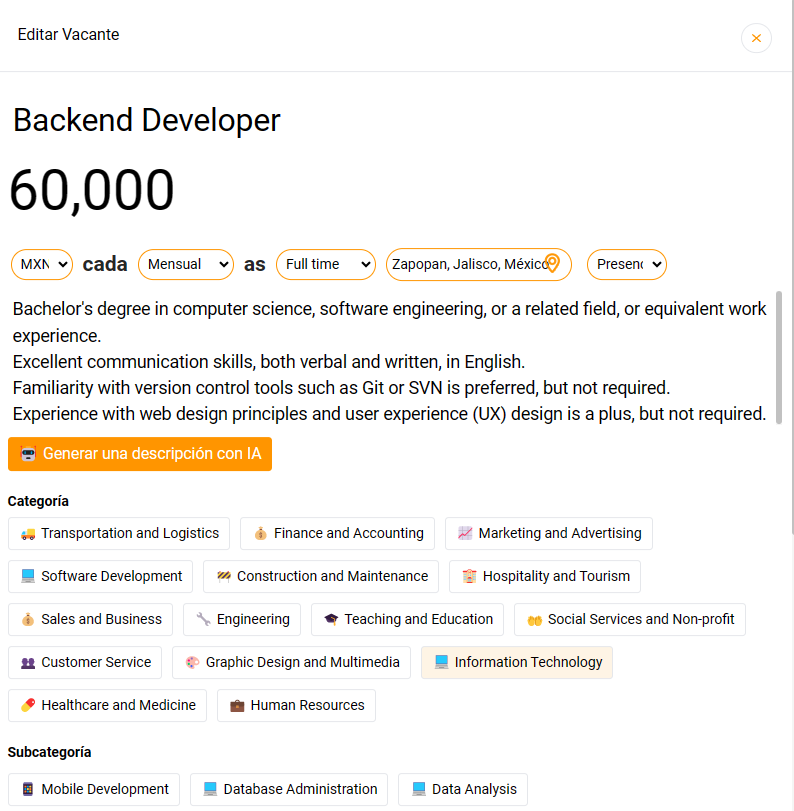 Editar Vacante
Backend Developer
60,000
MXN cada Mensual as Full time Zapopan, Jalisco, México Presenc
Bachelor's degree in computer science, software engineering, or a related field, or equivalent work
experience.
Excellent communication skills, both verbal and written, in English.
Familiarity with version control tools such as Git or SVN is preferred, but not required.
Experience with web design principles and user experience (UX) design is a plus, but not required.
Generar una descripción con IA
Categoría
Transportation and Logistics Finance and Accounting Marketing and Advertising
Software Development Construction and Maintenance Hospitality and Tourism
Sales and Business Engineering Teaching and Education Social Services and Non-profit
Customer Service Graphic Design and Multimedia Information Technology
Healthcare and Medicine Human Resources
Subcategoría
Mobile Development Database Administration Data Analysis